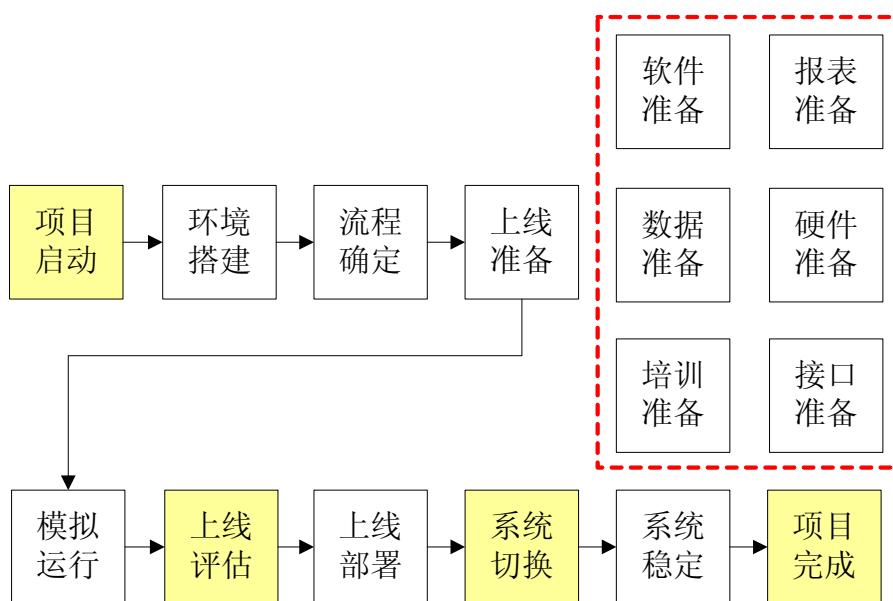 软件
准备
报表
准备
项目
启动
环境
搭建
流程
确定
上线
准备
数据
准备
硬件
准备
培训
准备
接口
准备
模拟
运行
上线
评估
上线
部署
系统
切换
系统
稳定
项目
完成